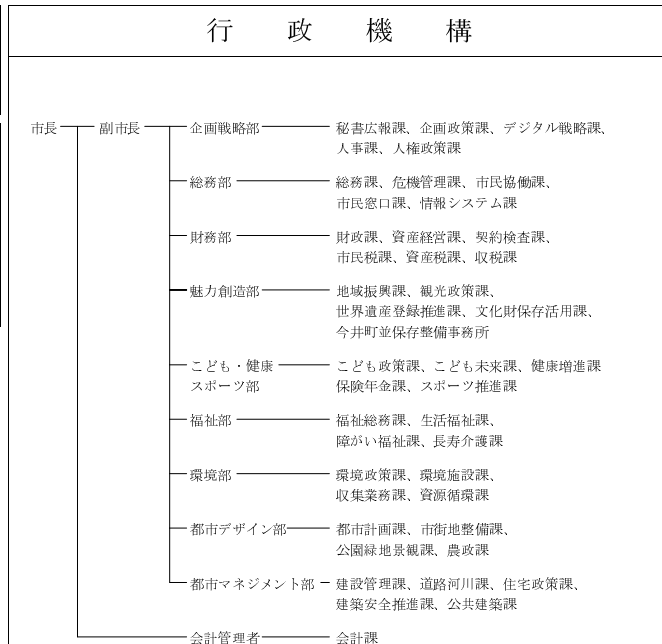 行政機構
市長 副市長 企画戦略部 秘書広報課、企画政策課、デジタル戦略課、
人事課、人権政策課
総務部 総務課、危機管理課、市民協働課、
市民窓口課、情報システム課
財務部 財政課、資産経営課、契約検査課、
市民税課、資産税課、収税課
魅力創造部 地域振興課、観光政策課、
世界遺産登録推進課、文化財保存活用課、
今井町並保存整備事務所
こども・健康 こども政策課、こども未来課、健康増進課
スポーツ部 保険年金課、スポーツ推進課
福祉部 福祉総務課、生活福祉課、
障がい福祉課、長寿介護課
環境部 環境政策課、環境施設課、
収集業務課、資源循環課
都市デザイン部 都市計画課、市街地整備課、
公園緑地景観課、農政課
都市マネジメント部 建設管理課、道路河川課、住宅政策課、
建築安全推進課、公共建築課
会計管理者 会計課